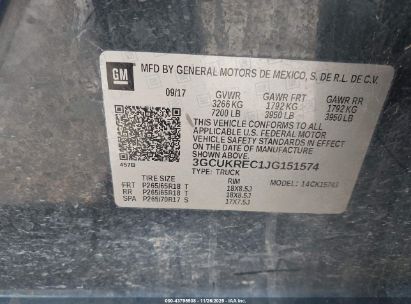 GM
MFD BY GENERAL MOTORS DE MEXICO, S. DE R.L. DE C.V.
09/17 GVWR GAWR FRT GAWR RR
3266 KG 1792 KG 1792 KG
7200 LB 3950 LB 3950 LB
THIS VEHICLE CONFORMS TO ALL
APPLICABLE U.S. FEDERAL MOTOR
VEHICLE SAFETY STANDARDS IN EFFECT
ON THE DATE OF MANUFACTURE SHOWN ABOVE.
3GCUKREC1JG151574
TYPE: TRUCK
TIRE SIZE RIM MODEL:
FRT P265/65R18 T 18X8.5J
RR P265/65R18 T 18X8.5J
SPA P265/70R17 S 17X7.5J